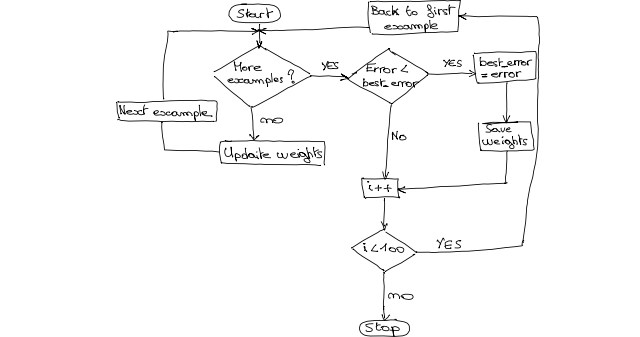 Start
Back to first
example
More
examples?
YES
Error <
best_error
YES
best_error
= error
Next example
no
Update weights
No
Save
weights
i++
i<100
YES
no
Stop